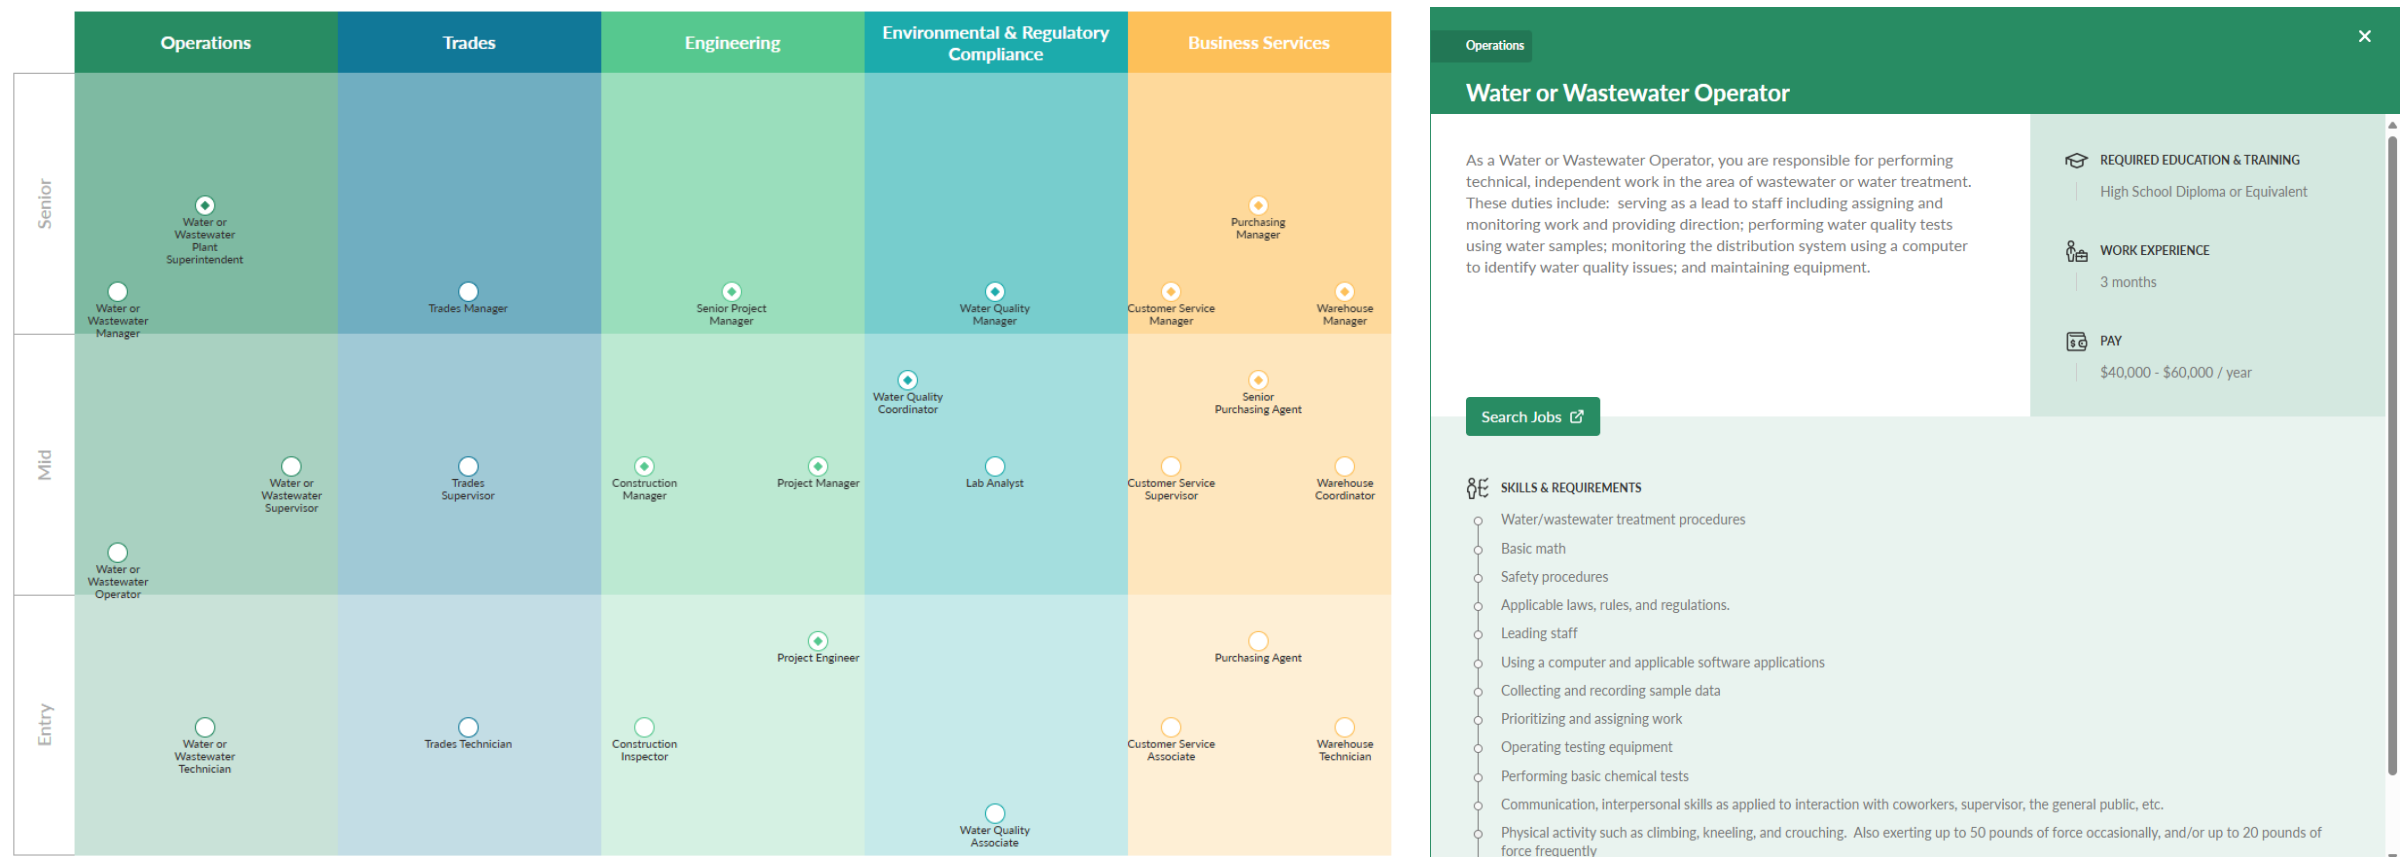 Operations
Trades
Engineering
Environmental & Regulatory
Compliance
Business Services
Senior
Water or
Wastewater
Plant
Superintendent
Purchasing
Manager
Water or
Wastewater
Manager
Trades Manager
Senior Project
Manager
Water Quality
Manager
Customer Service
Manager
Warehouse
Manager
Mid
Water Quality
Coordinator
Senior
Purchasing Agent
Water or
Wastewater
Supervisor
Trades
Supervisor
Construction
Manager
Project Manager
Lab Analyst
Customer Service
Supervisor
Warehouse
Coordinator
Water or
Wastewater
Operator
Entry
Project Engineer
Purchasing Agent
Water or
Wastewater
Technician
Trades Technician
Construction
Inspector
Customer Service
Associate
Warehouse
Technician
Water Quality
Associate
Operations
Water or Wastewater Operator
As a Water or Wastewater Operator, you are responsible for performing
technical, independent work in the area of wastewater or water treatment.
These duties include:  serving as a lead to staff including assigning and
monitoring work and providing direction; performing water quality tests
using water samples; monitoring the distribution system using a computer
to identify water quality issues; and maintaining equipment.
REQUIRED EDUCATION & TRAINING
High School Diploma or Equivalent
WORK EXPERIENCE
3 months
PAY
$40,000 - $60,000 / year
Search Jobs
SKILLS & REQUIREMENTS
Water/wastewater treatment procedures
Basic math
Safety procedures
Applicable laws, rules, and regulations.
Leading staff
Using a computer and applicable software applications
Collecting and recording sample data
Prioritizing and assigning work
Operating testing equipment
Performing basic chemical tests
Communication, interpersonal skills as applied to interaction with coworkers, supervisor, the general public, etc.
Physical activity such as climbing, kneeling, and crouching.  Also exerting up to 50 pounds of force occasionally, and/or up to 20 pounds of
force frequently